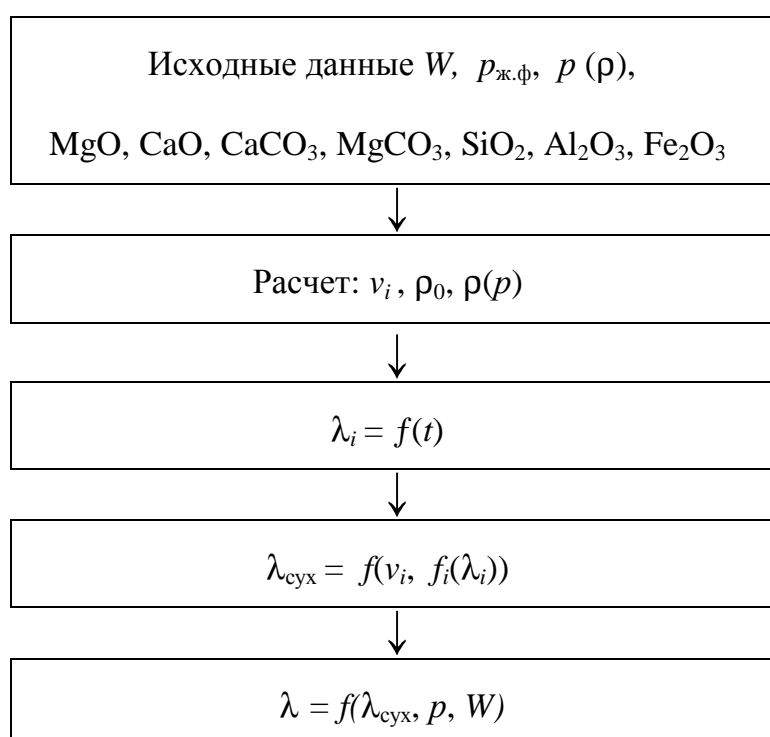 Исходные данные W, pж.ф, p (ρ),
MgO, CaO, CaCO₃, MgCO₃, SiO₂, Al₂O₃, Fe₂O₃
Расчет: vᵢ , ρ₀, ρ(p)
λᵢ = f(t)
λсух = f(vᵢ, fᵢ(λᵢ))
λ = f(λсух, p, W)